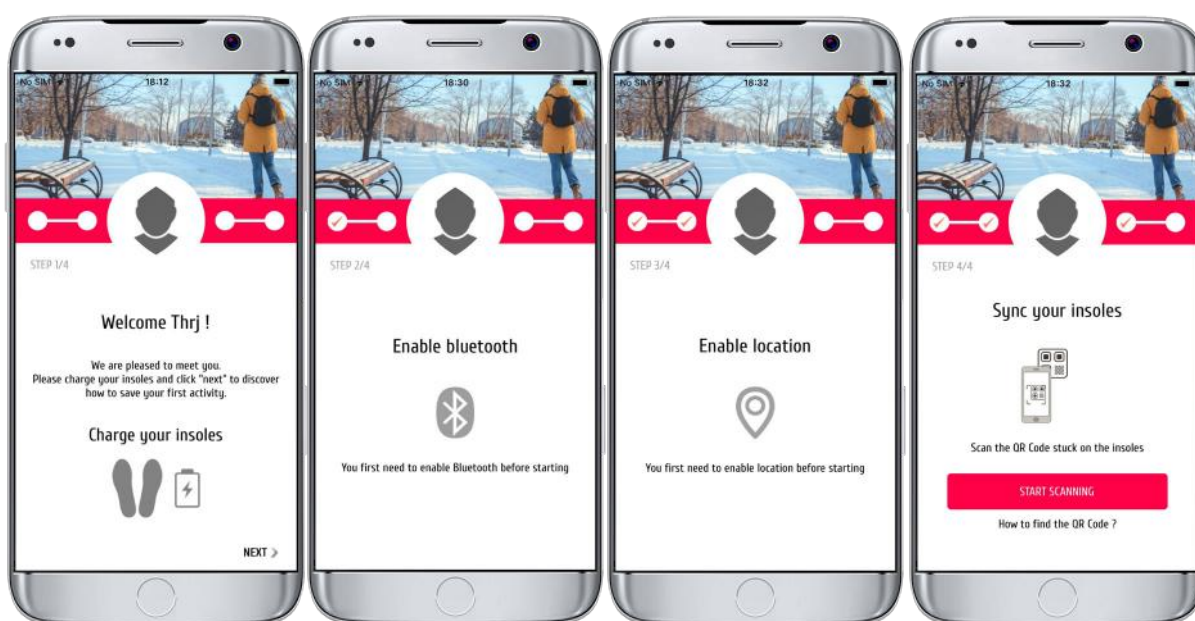 No SIM 18:12
STEP 1/4
Welcome Thrj !
We are pleased to meet you.
Please charge your insoles and click "next" to discover
how to save your first activity.
Charge your insoles
NEXT
No SIM 18:30
STEP 2/4
Enable bluetooth
You first need to enable Bluetooth before starting
No SIM 18:32
STEP 3/4
Enable location
You first need to enable location before starting
No SIM 18:32
STEP 4/4
Sync your insoles
Scan the QR Code stuck on the insoles
START SCANNING
How to find the QR Code ?